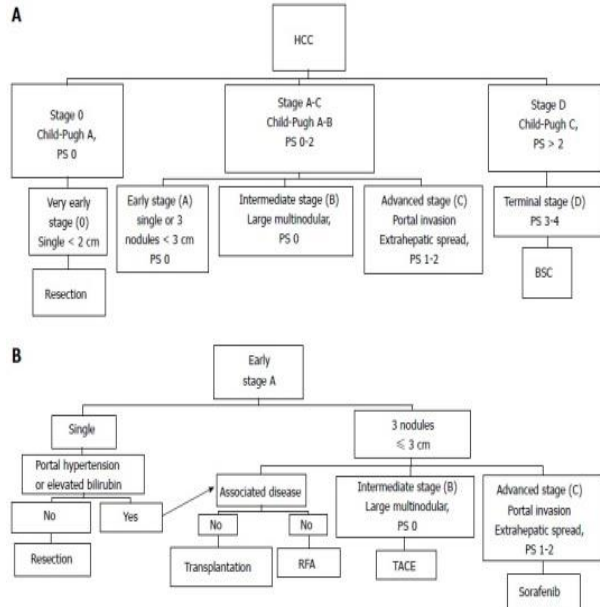 A
HCC
Stage 0
Child-Pugh A,
PS 0
Stage A-C
Child-Pugh A-B
PS 0-2
Stage D
Child-Pugh C,
PS > 2
Very early
stage (0)
Single < 2 cm
Early stage (A)
single or 3
nodules < 3 cm
PS 0
Intermediate stage (B)
Large multinodular,
PS 0
Advanced stage (C)
Portal invasion
Extrahepatic spread,
PS 1-2
Terminal stage (D)
PS 3-4
Resection
BSC
B
Early
stage A
Single
3 nodules
≤ 3 cm
Portal hypertension
or elevated bilirubin
Associated disease
Intermediate stage (B)
Large multinodular,
PS 0
Advanced stage (C)
Portal invasion
Extrahepatic spread,
PS 1-2
No
Yes
No
No
Resection
Transplantation
RFA
TACE
Sorafenib